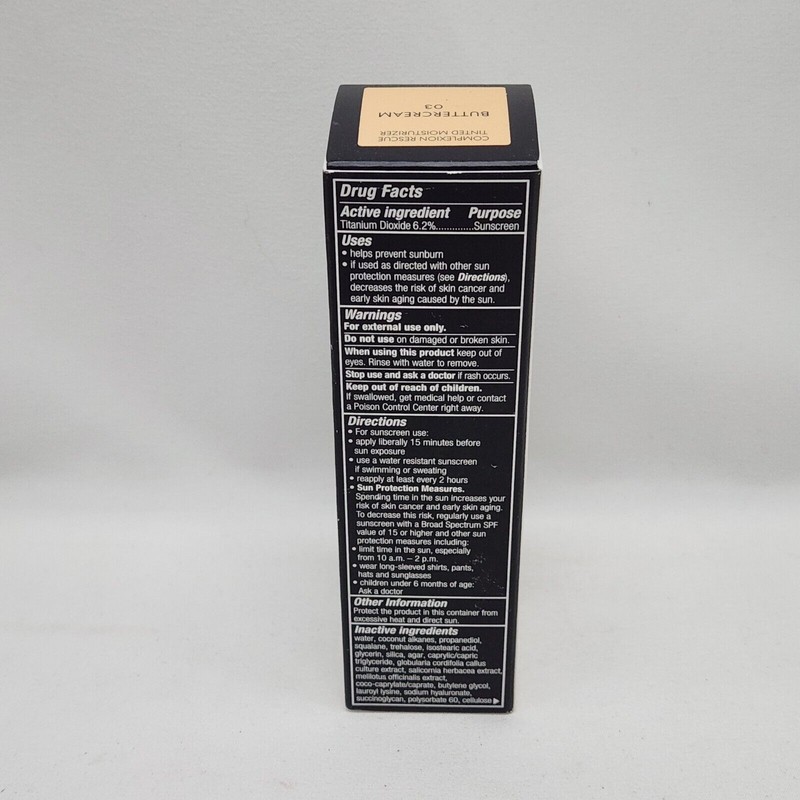 COMPLEXION RESCUE
TINTED MOISTURIZER
BUTTERCREAM
03
Drug Facts
Active ingredient Purpose
Titanium Dioxide 6.2%..............Sunscreen
Uses
• helps prevent sunburn
• if used as directed with other sun
protection measures (see Directions),
decreases the risk of skin cancer and
early skin aging caused by the sun.
Warnings
For external use only.
Do not use on damaged or broken skin.
When using this product keep out of
eyes. Rinse with water to remove.
Stop use and ask a doctor if rash occurs.
Keep out of reach of children.
If swallowed, get medical help or contact
a Poison Control Center right away.
Directions
• For sunscreen use:
• apply liberally 15 minutes before
sun exposure
• use a water resistant sunscreen
if swimming or sweating
• reapply at least every 2 hours
• Sun Protection Measures.
Spending time in the sun increases your
risk of skin cancer and early skin aging.
To decrease this risk, regularly use a
sunscreen with a Broad Spectrum SPF
value of 15 or higher and other sun
protection measures including:
• limit time in the sun, especially
from 10 a.m. – 2 p.m.
• wear long-sleeved shirts, pants,
hats and sunglasses
• children under 6 months of age:
Ask a doctor
Other Information
Protect the product in this container from
excessive heat and direct sun.
Inactive ingredients
water, coconut alkanes, propanediol,
squalane, trehalose, isostearic acid,
glycerin, silica, agar, caprylic/capric
triglyceride, globularia cordifolia callus
culture extract, salicornia herbacea extract,
melilotus officinalis extract,
coco-caprylate/caprate, butylene glycol,
lauroyl lysine, sodium hyaluronate,
succinoglycan, polysorbate 60, cellulose ▶